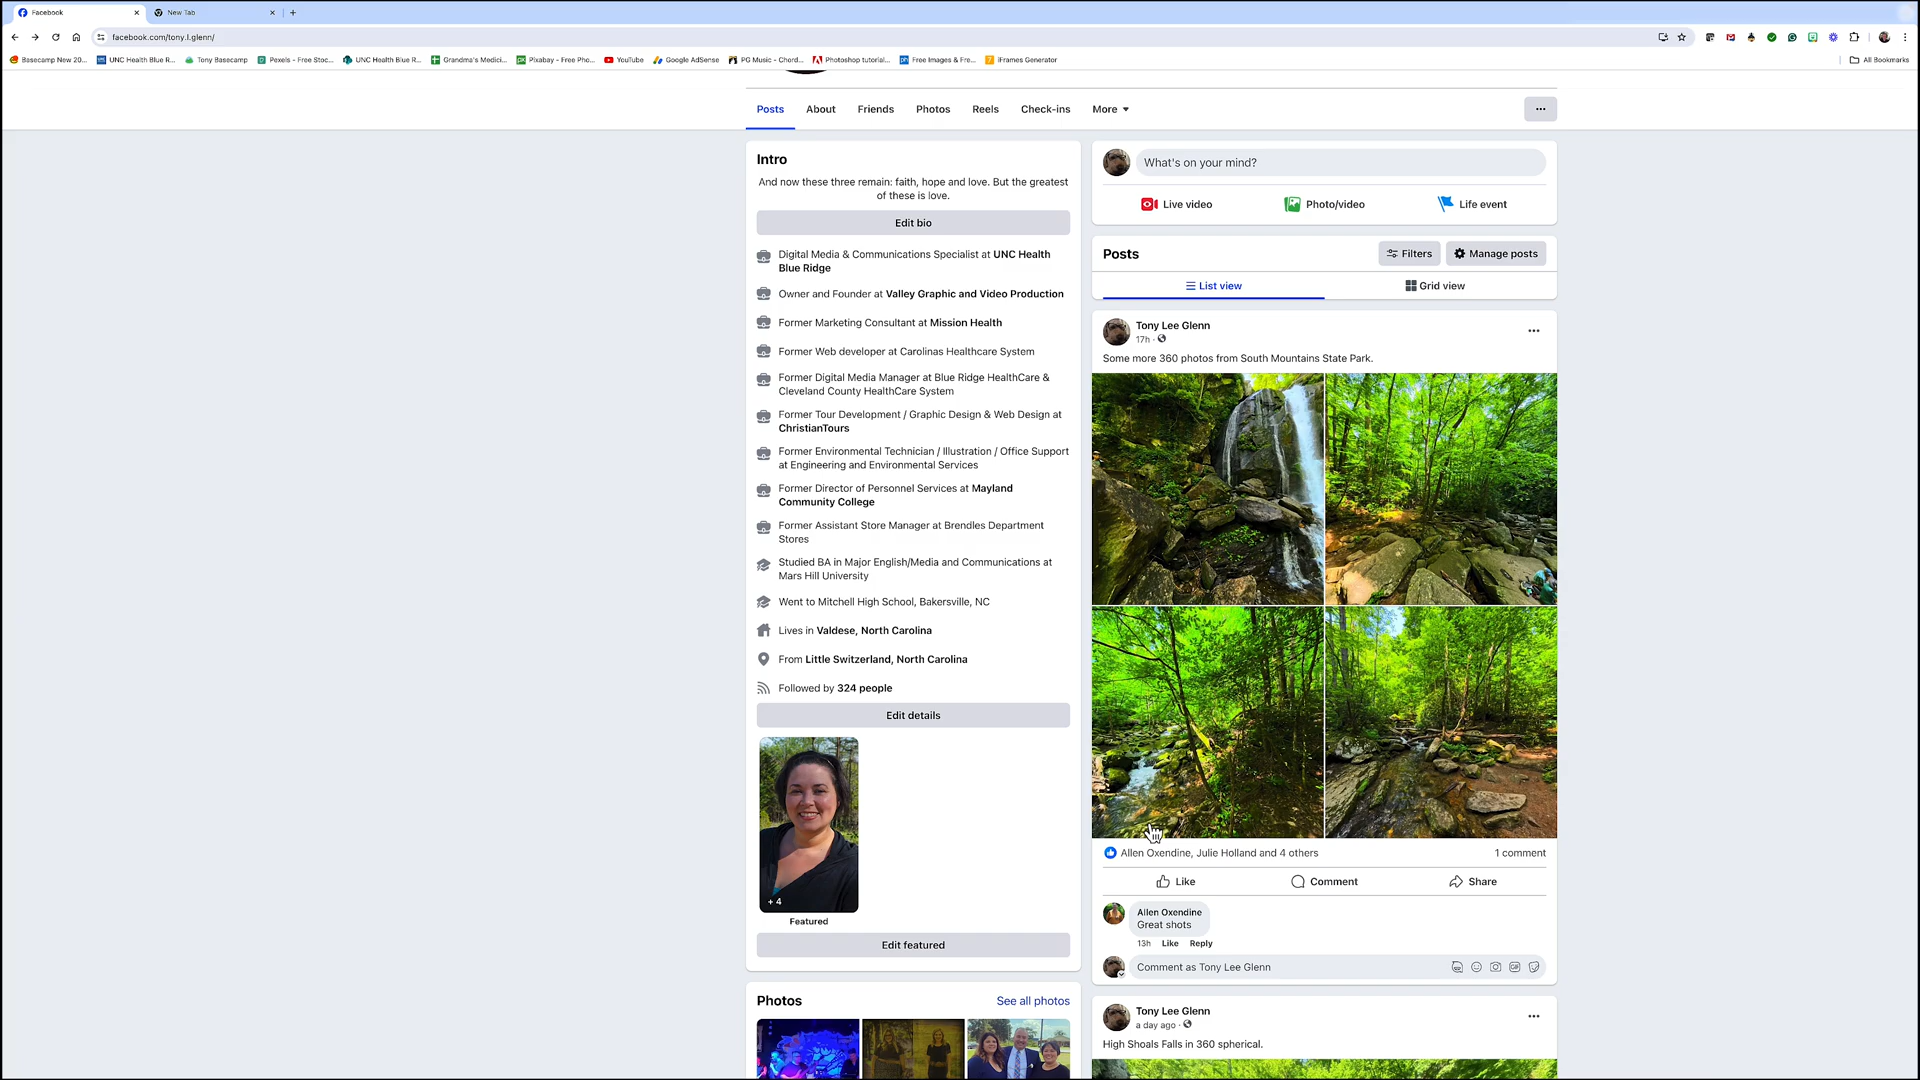 Facebook
New Tab
facebook.com/tony.l.glenn/
Basecamp New 20...
UNC Health Blue R...
Tony Basecamp
Pexels - Free Stoc...
UNC Health Blue R...
Grandma's Medici...
Pixabay - Free Pho...
YouTube
Google AdSense
PG Music - Chord...
Photoshop tutorial...
Free Images & Fre...
iFrames Generator
All Bookmarks
Posts
About
Friends
Photos
Reels
Check-ins
More
Intro
And now these three remain: faith, hope and love. But the greatest
of these is love.
Edit bio
Digital Media & Communications Specialist at UNC Health
Blue Ridge
Owner and Founder at Valley Graphic and Video Production
Former Marketing Consultant at Mission Health
Former Web developer at Carolinas Healthcare System
Former Digital Media Manager at Blue Ridge HealthCare &
Cleveland County HealthCare System
Former Tour Development / Graphic Design & Web Design at
ChristianTours
Former Environmental Technician / Illustration / Office Support
at Engineering and Environmental Services
Former Director of Personnel Services at Mayland
Community College
Former Assistant Store Manager at Brendles Department
Stores
Studied BA in Major English/Media and Communications at
Mars Hill University
Went to Mitchell High School, Bakersville, NC
Lives in Valdese, North Carolina
From Little Switzerland, North Carolina
Followed by 324 people
Edit details
+ 4
Featured
Edit featured
Photos
See all photos
What's on your mind?
Live video
Photo/video
Life event
Posts
Filters
Manage posts
List view
Grid view
Tony Lee Glenn
17h ·
Some more 360 photos from South Mountains State Park.
Allen Oxendine, Julie Holland and 4 others
1 comment
Like
Comment
Share
Allen Oxendine
Great shots
13h Like Reply
Comment as Tony Lee Glenn
Tony Lee Glenn
a day ago ·
High Shoals Falls in 360 spherical.